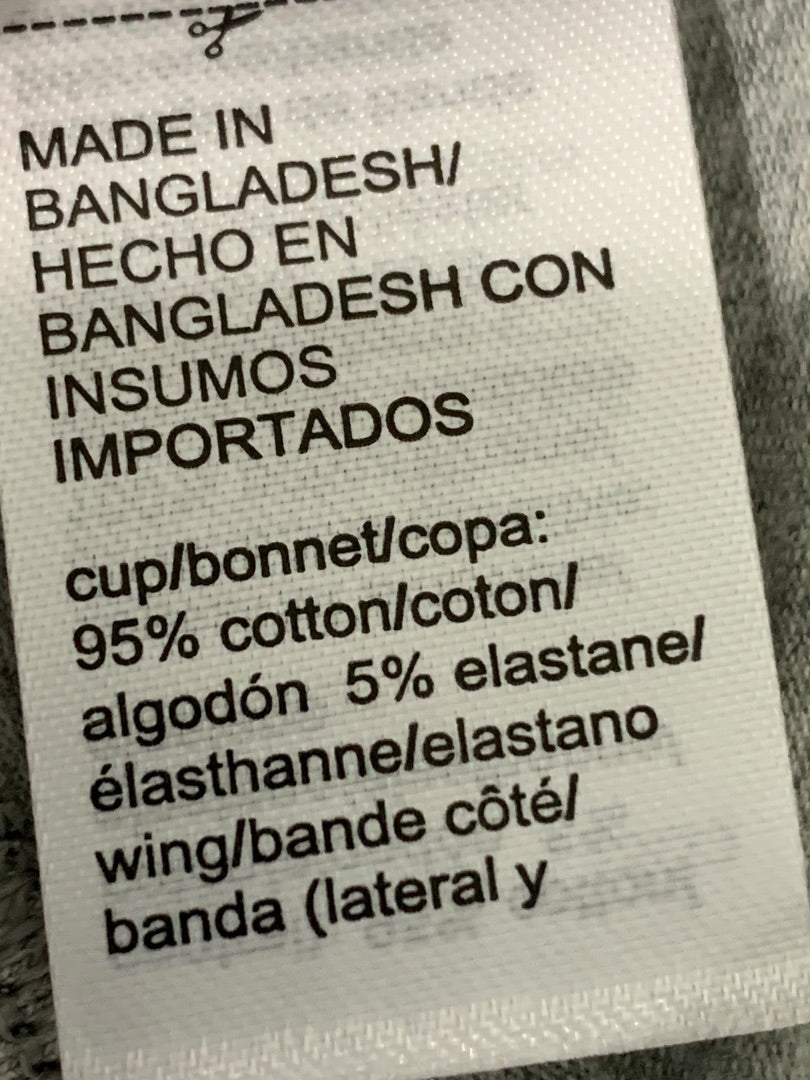 MADE IN
BANGLADESH/
HECHO EN
BANGLADESH CON
INSUMOS
IMPORTADOS
cup/bonnet/copa:
95% cotton/coton/
algodón 5% elastane/
élasthanne/elastano
wing/bande côté/
banda (lateral y